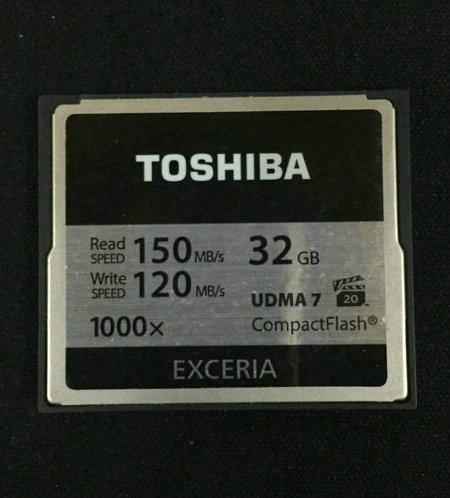 TOSHIBA
Read SPEED 150 MB/s 32 GB
Write SPEED 120 MB/s
UDMA 7 20
1000x CompactFlash®
EXCERIA